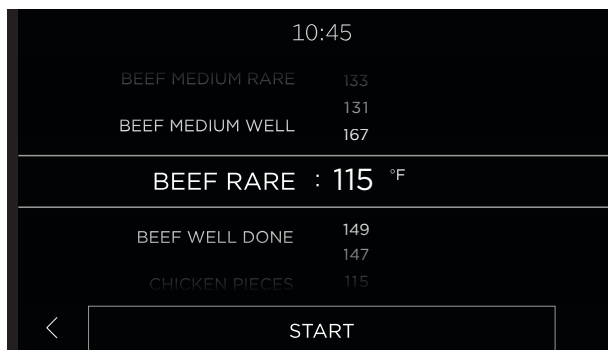 10:45
BEEF MEDIUM RARE 133
131
BEEF MEDIUM WELL 167
BEEF RARE : 115 °F
BEEF WELL DONE 149
147
CHICKEN PIECES 115
< START